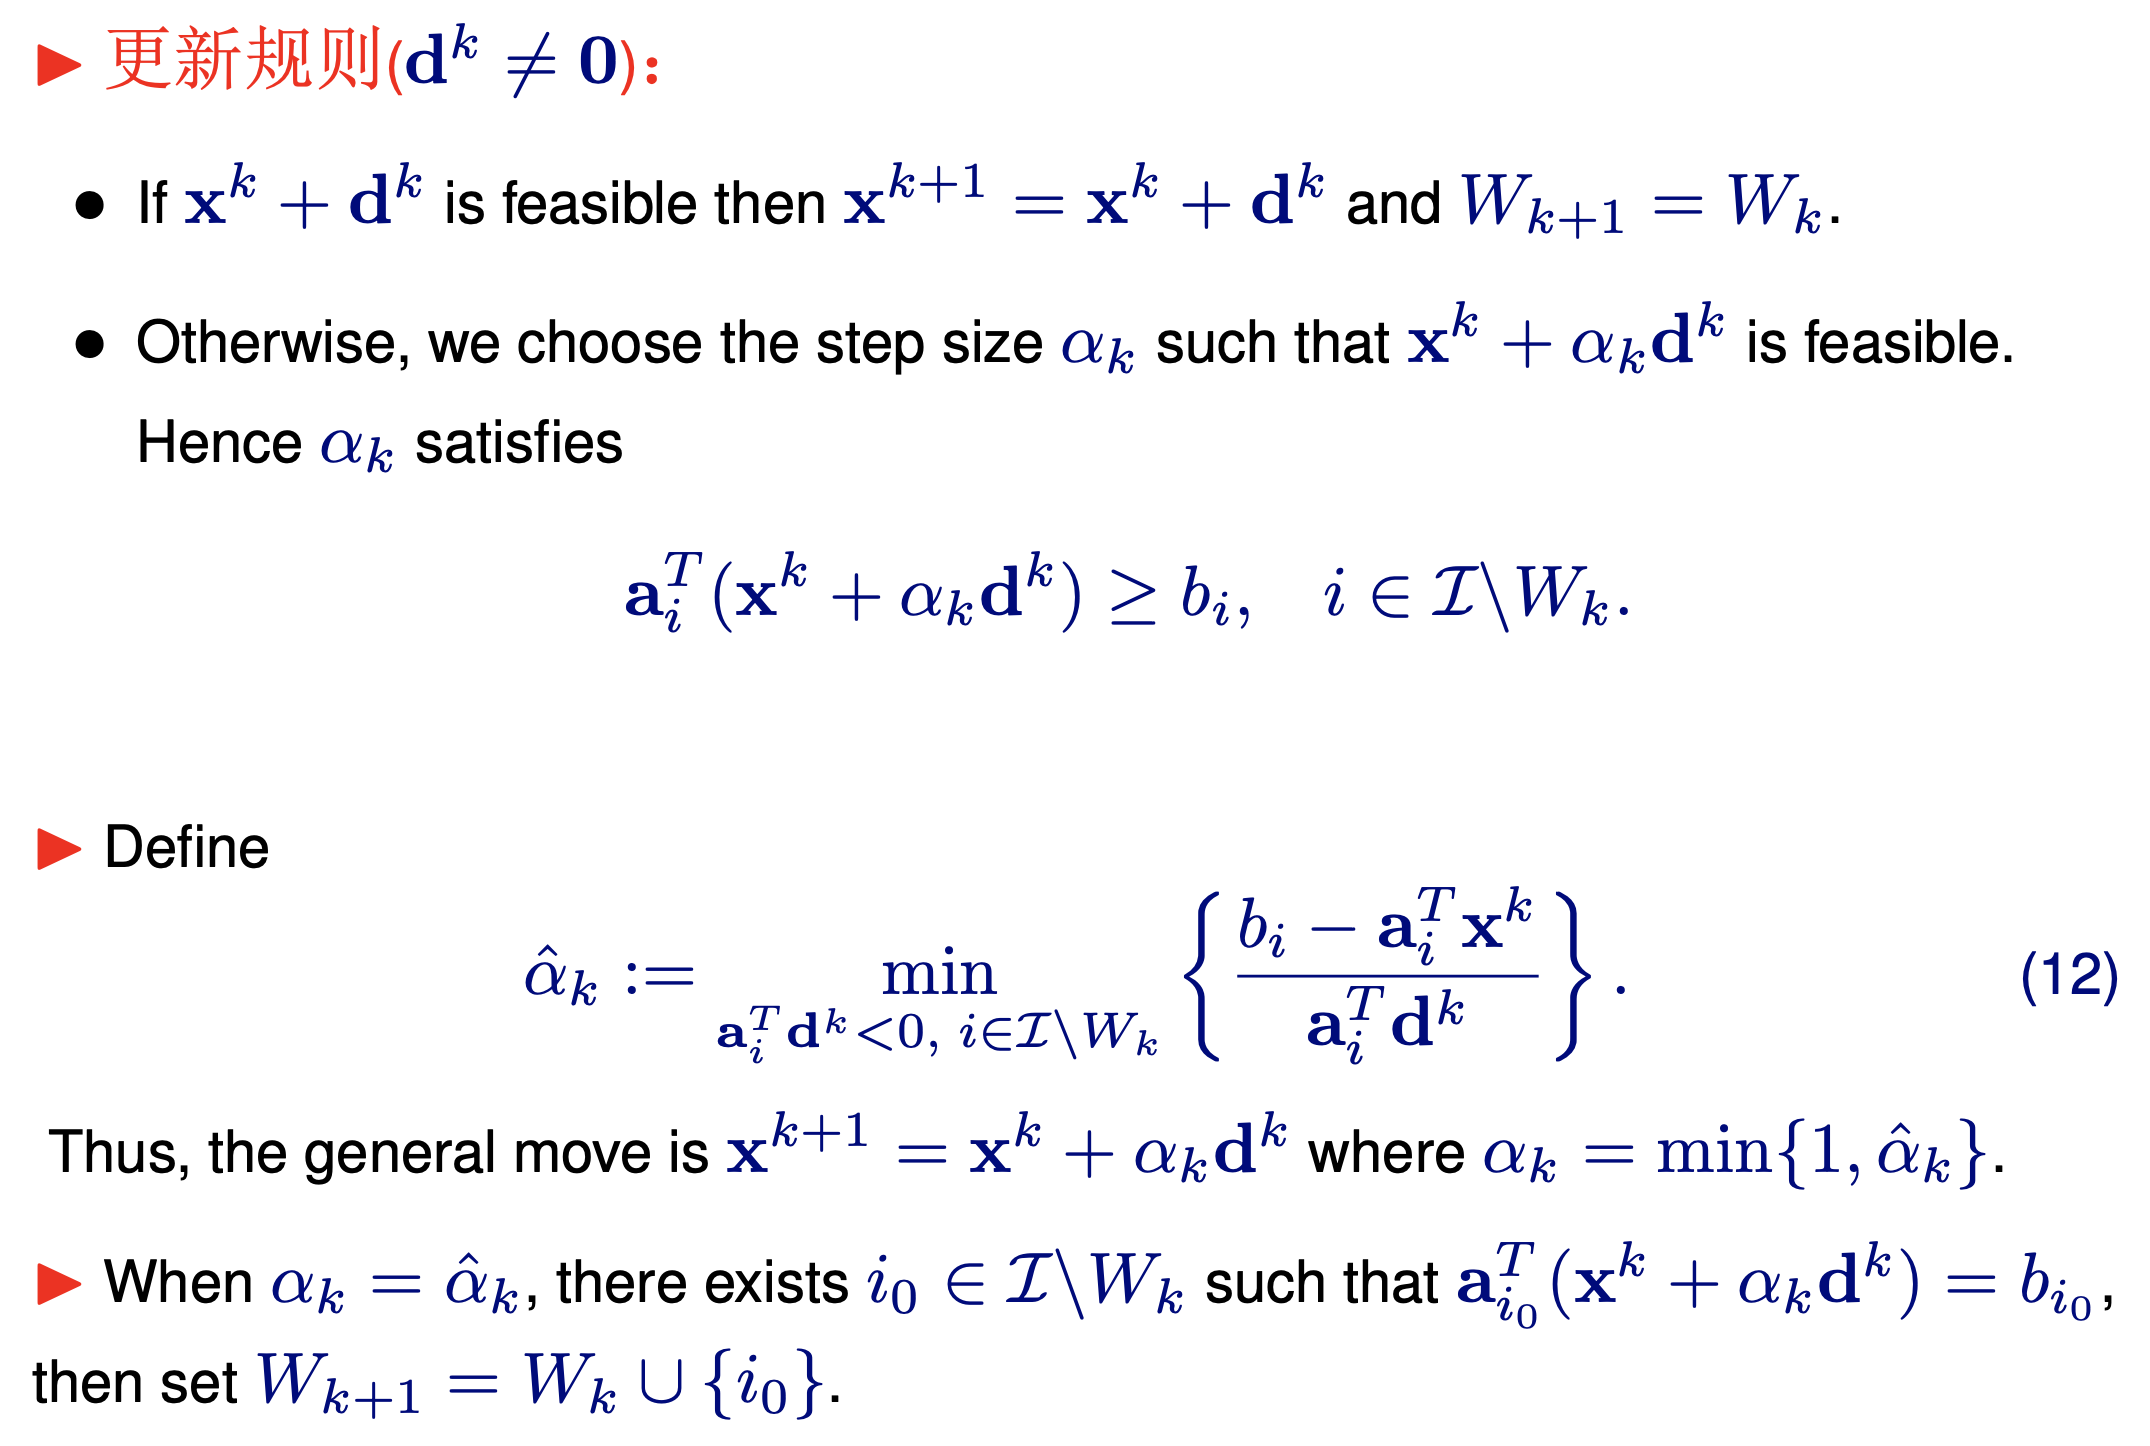 ▶ 更新规则($\mathbf{d}^k \neq \mathbf{0}$):
● If $\mathbf{x}^k + \mathbf{d}^k$ is feasible then $\mathbf{x}^{k+1} = \mathbf{x}^k + \mathbf{d}^k$ and $W_{k+1} = W_k$.
● Otherwise, we choose the step size $\alpha_k$ such that $\mathbf{x}^k + \alpha_k \mathbf{d}^k$ is feasible.
Hence $\alpha_k$ satisfies
$\mathbf{a}_i^T(\mathbf{x}^k + \alpha_k \mathbf{d}^k) \geq b_i, \quad i \in \mathcal{I} \backslash W_k.$
▶ Define
$\hat{\alpha}_k := \min_{\mathbf{a}_i^T \mathbf{d}^k < 0,\ i \in \mathcal{I} \backslash W_k} \left\{ \frac{b_i - \mathbf{a}_i^T \mathbf{x}^k}{\mathbf{a}_i^T \mathbf{d}^k} \right\}.$ (12)
Thus, the general move is $\mathbf{x}^{k+1} = \mathbf{x}^k + \alpha_k \mathbf{d}^k$ where $\alpha_k = \min\{1, \hat{\alpha}_k\}$.
▶ When $\alpha_k = \hat{\alpha}_k$, there exists $i_0 \in \mathcal{I} \backslash W_k$ such that $\mathbf{a}_{i_0}^T(\mathbf{x}^k + \alpha_k \mathbf{d}^k) = b_{i_0}$,
then set $W_{k+1} = W_k \cup \{i_0\}$.